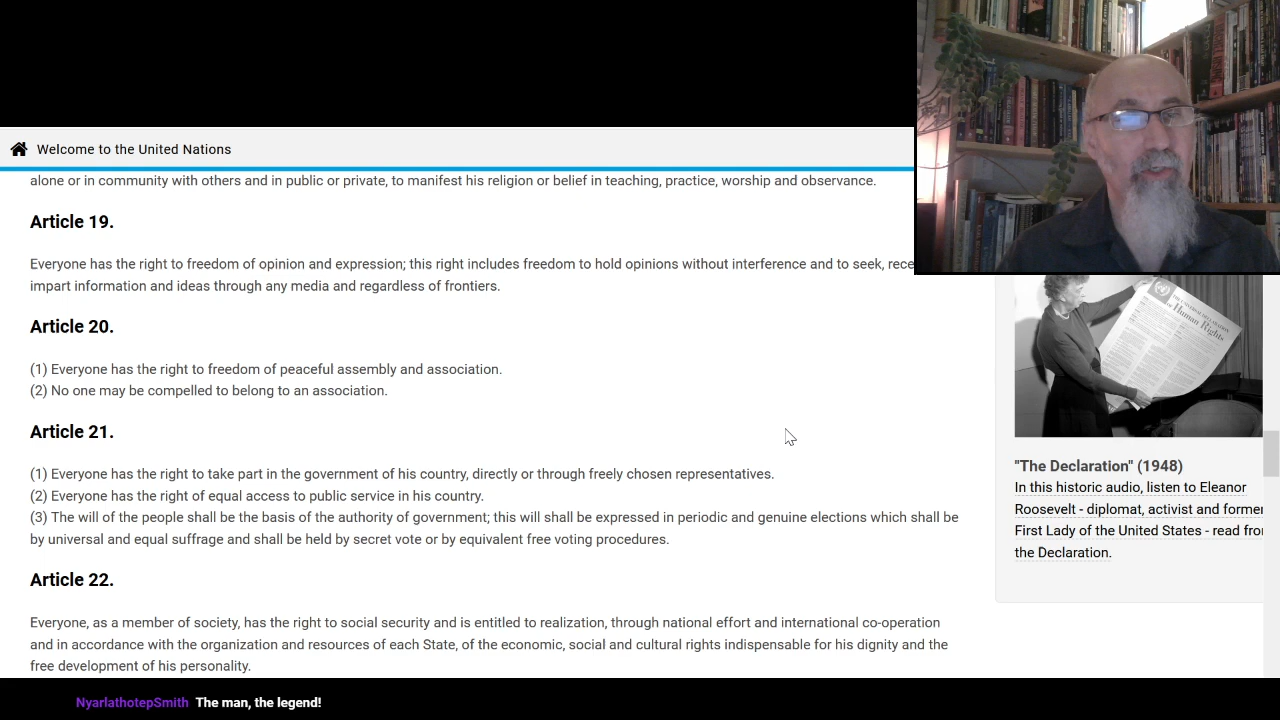 Welcome to the United Nations
alone or in community with others and in public or private, to manifest his religion or belief in teaching, practice, worship and observance.
Article 19.
Everyone has the right to freedom of opinion and expression; this right includes freedom to hold opinions without interference and to seek,
impart information and ideas through any media and regardless of frontiers.
Article 20.
(1) Everyone has the right to freedom of peaceful assembly and association.
(2) No one may be compelled to belong to an association.
Article 21.
(1) Everyone has the right to take part in the government of his country, directly or through freely chosen representatives.
(2) Everyone has the right of equal access to public service in his country.
(3) The will of the people shall be the basis of the authority of government; this will shall be expressed in periodic and genuine elections which shall be
by universal and equal suffrage and shall be held by secret vote or by equivalent free voting procedures.
Article 22.
Everyone, as a member of society, has the right to social security and is entitled to realization, through national effort and international co-operation
and in accordance with the organization and resources of each State, of the economic, social and cultural rights indispensable for his dignity and the
free development of his personality.
Human Rights
"The Declaration" (1948)
In this historic audio, listen to Eleanor
Roosevelt - diplomat, activist and former
First Lady of the United States - read from
the Declaration.
NyarlathotepSmith The man, the legend!